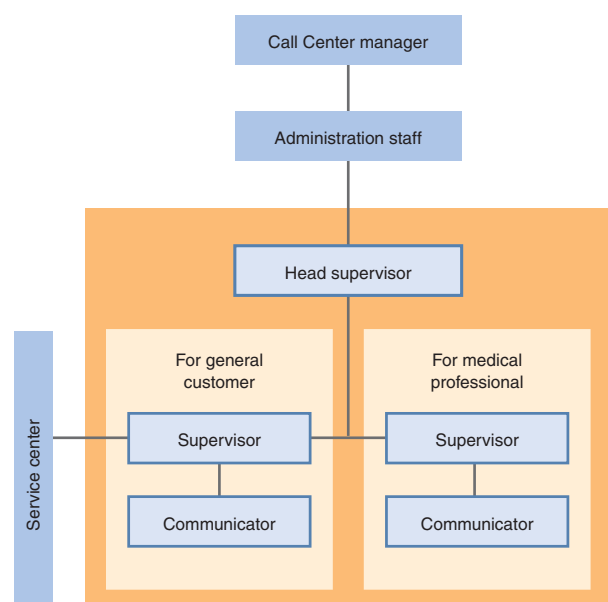 Call Center manager
Administration staff
Head supervisor
For general
customer
Supervisor
Communicator
For medical
professional
Supervisor
Communicator
Service center